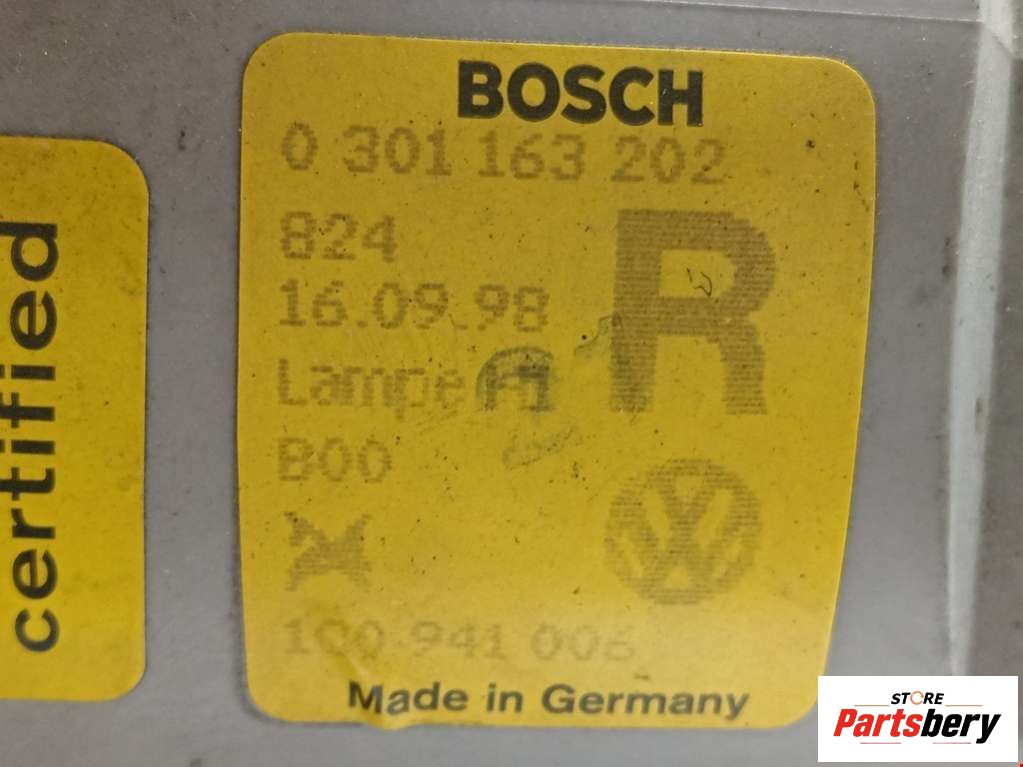 BOSCH
0 301 163 202
824
R
16.09.98
Lampe
B00
1C0 941 006
Made in Germany
certified
STORE
Partsbery